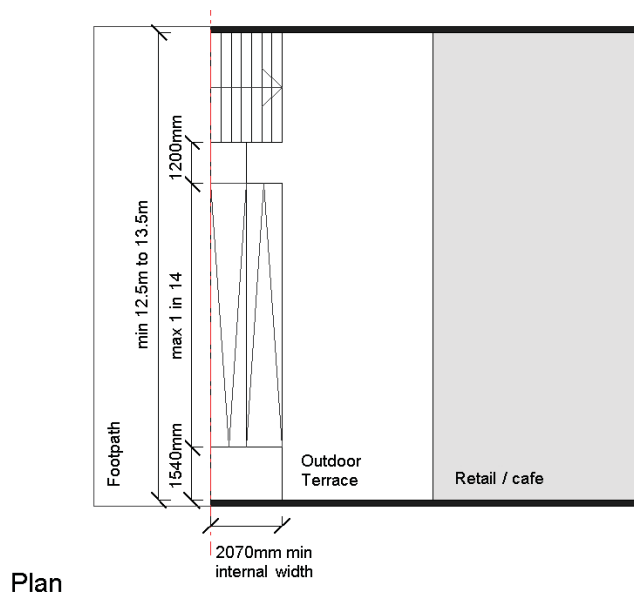 1200mm
min 12.5m to 13.5m
max 1 in 14
1540mm
Footpath
Outdoor
Terrace
Retail / cafe
2070mm min
internal width
Plan